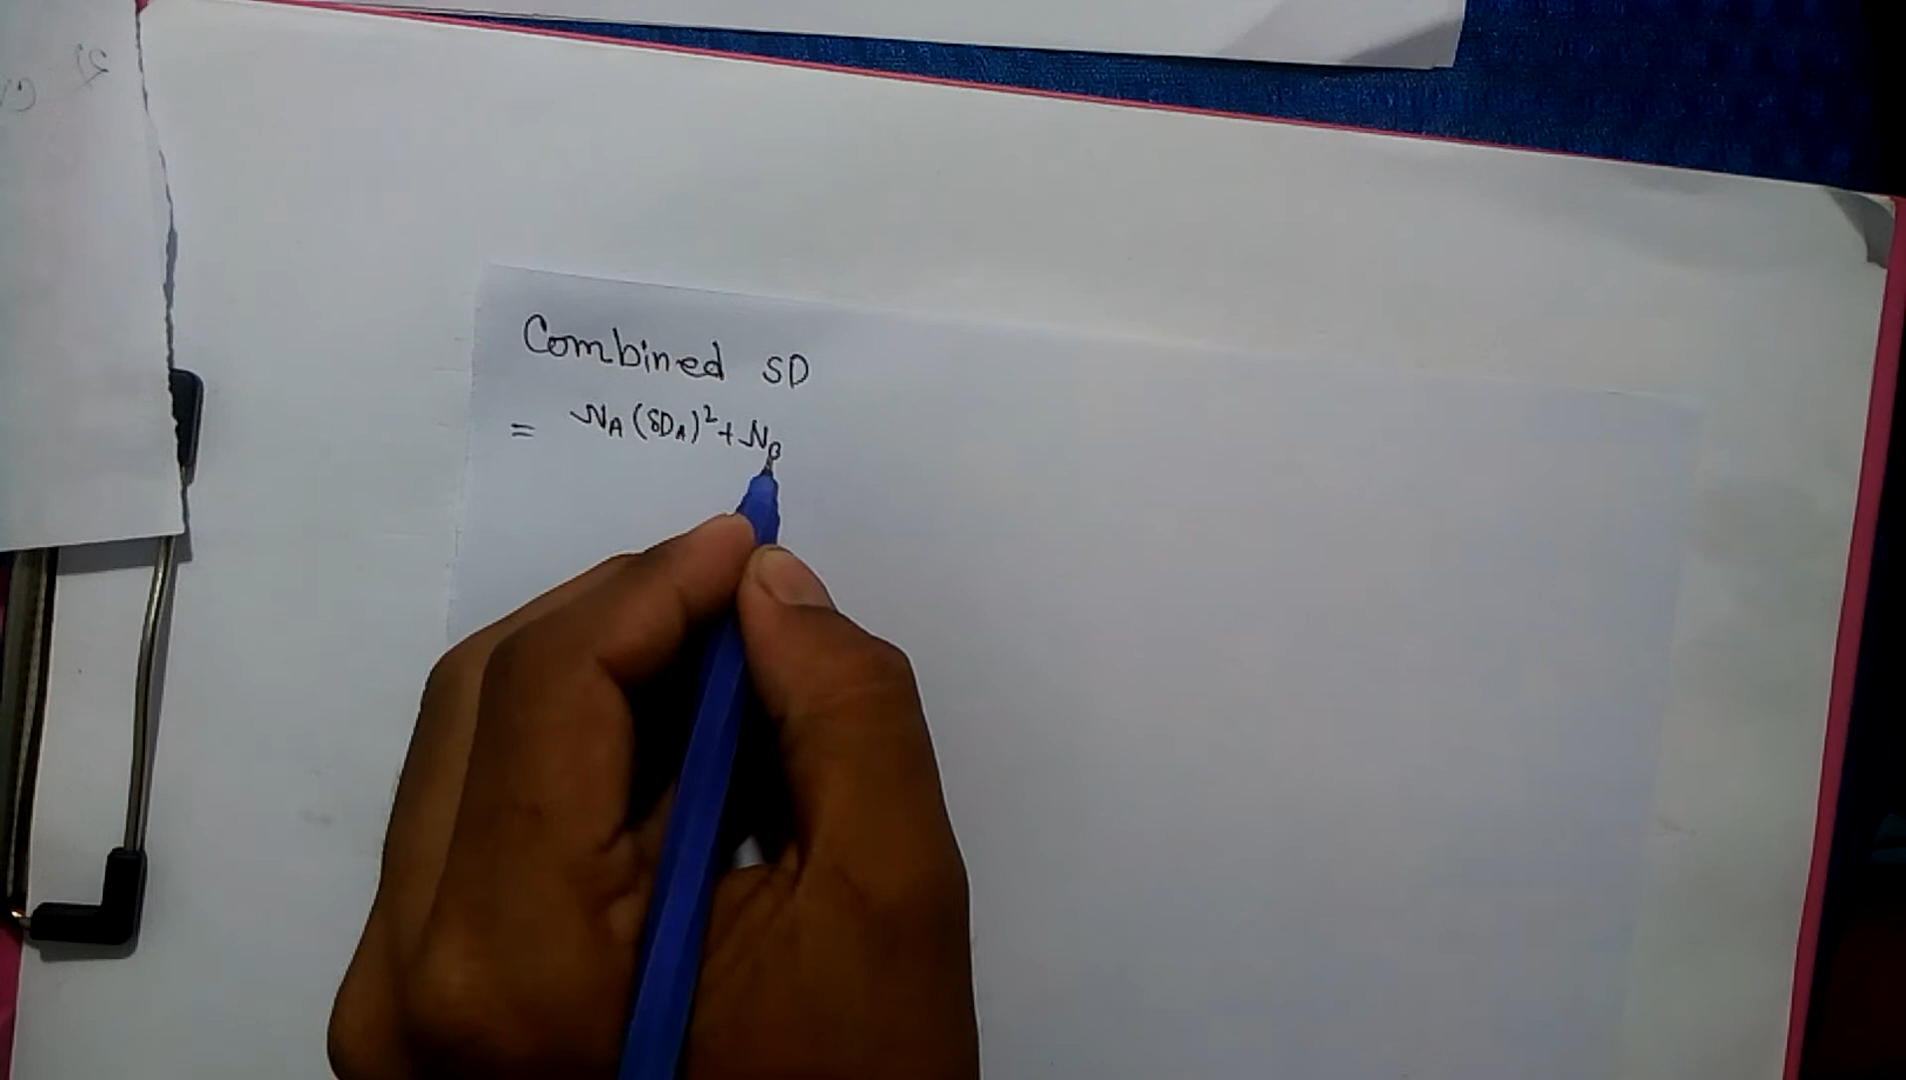 Combined SD
= N_A (SD_A)² + N_B